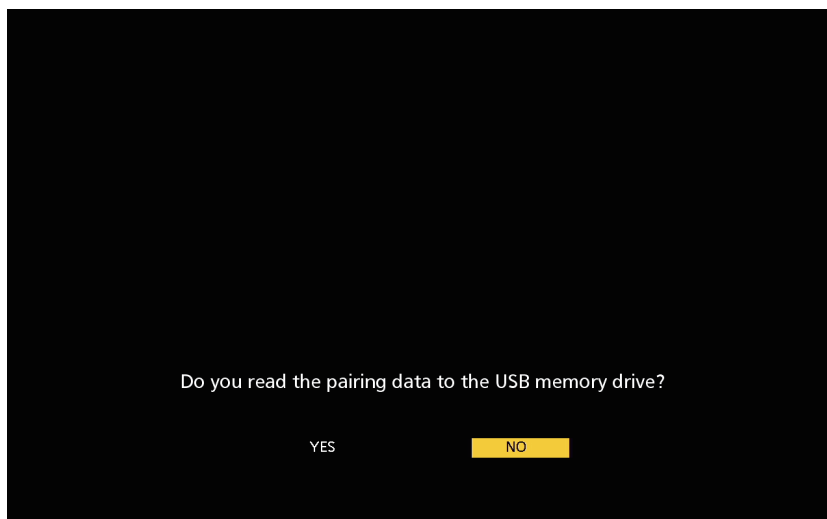 Do you read the pairing data to the USB memory drive?
YES NO